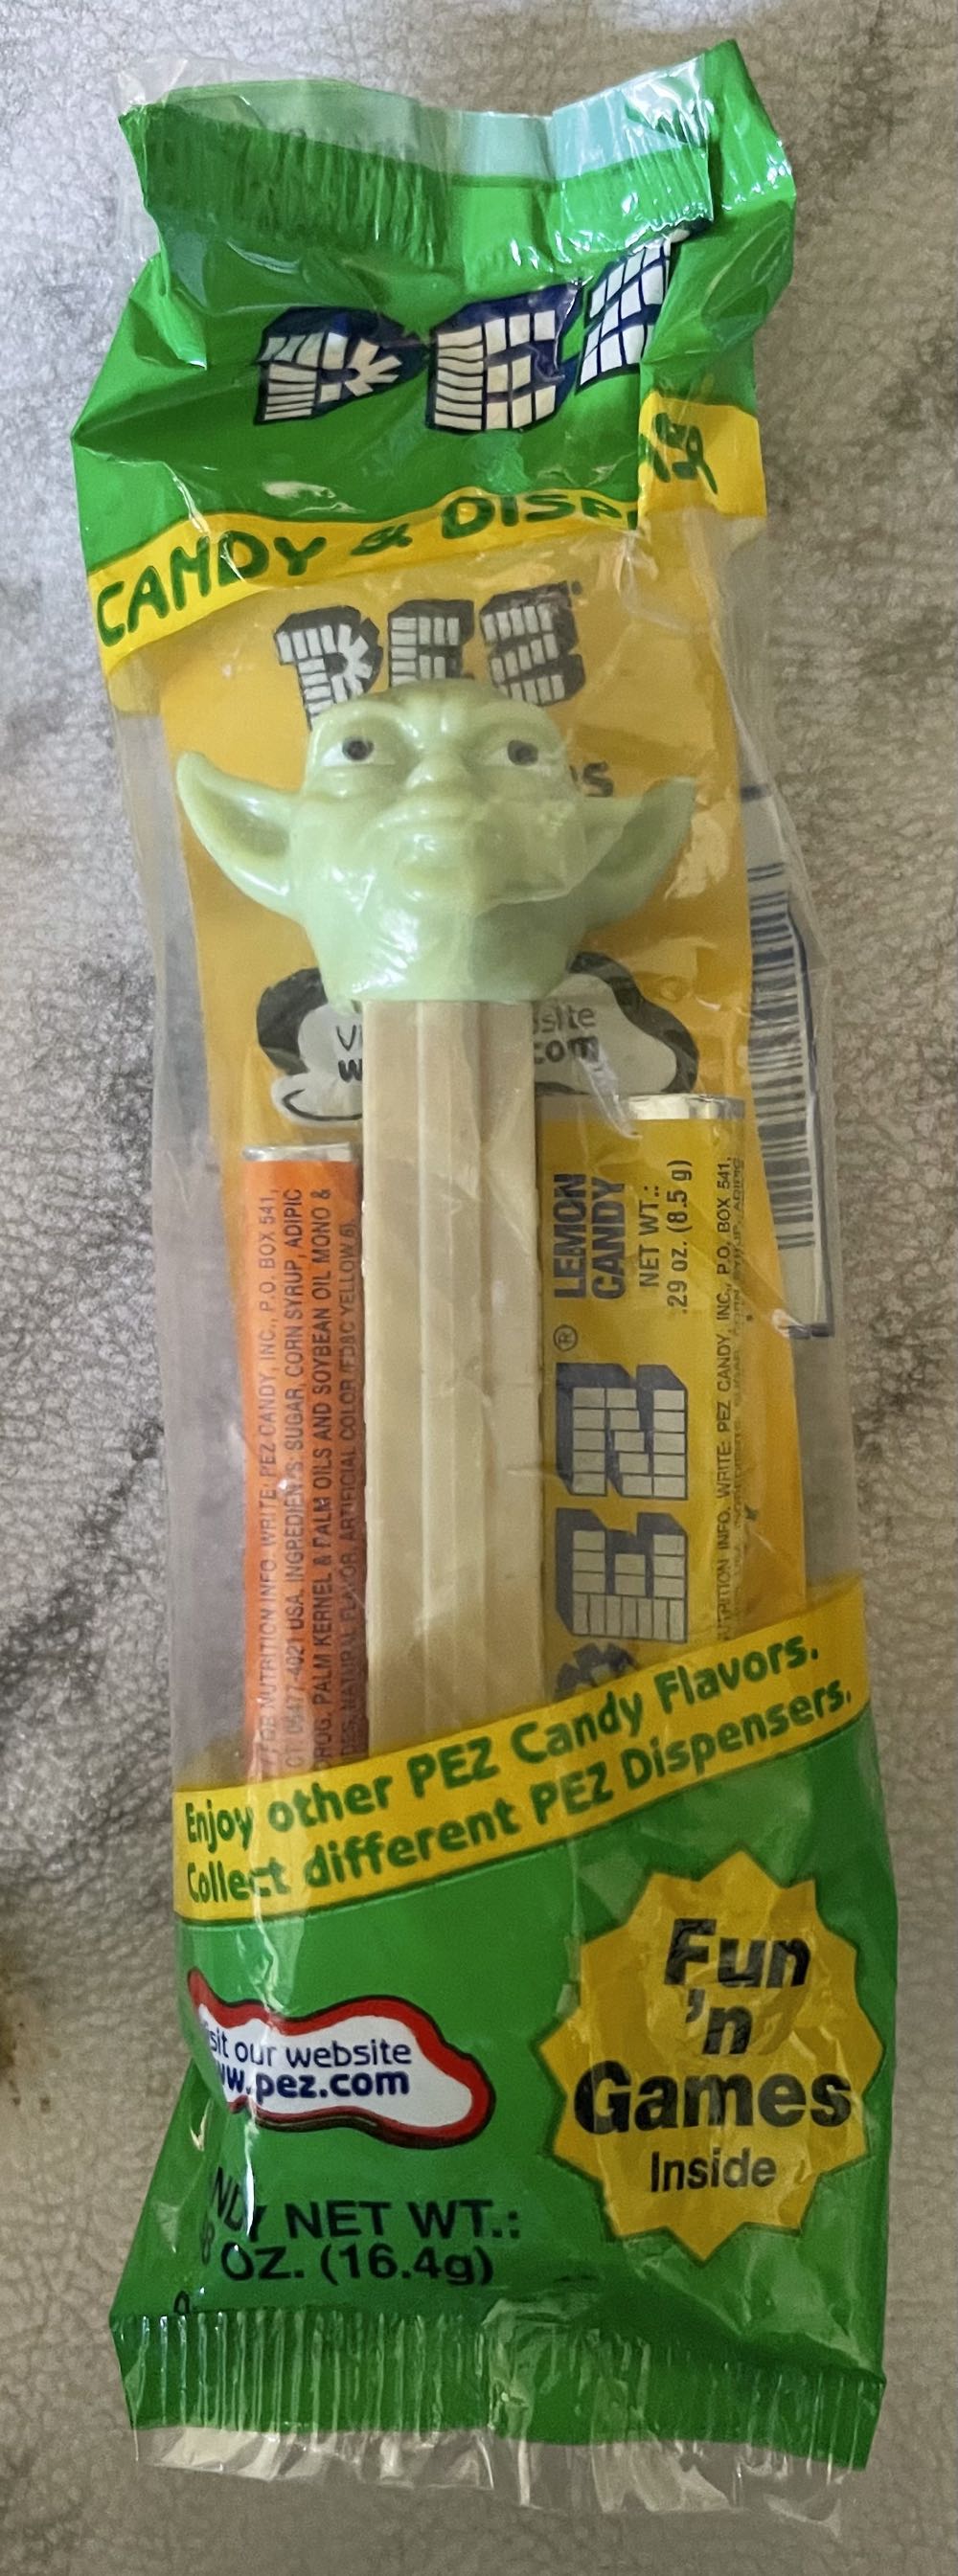 PEZ
CANDY & DISP
PEZ
com
LEMON
CANDY
NET WT.:
.29 oz. (8.5 g)
PEZ®
NUTRITION INFO. WRITE: PEZ CANDY, INC., P.O. BOX 541,
NUTRITION INFO. WRITE: PEZ CANDY, INC., P.O. BOX 541,
CT 06477-4021 USA. INGREDIENTS: SUGAR, CORN SYRUP, ADIPIC
PALM KERNEL & PALM OILS AND SOYBEAN OIL MONO &
NATURAL FLAVOR, ARTIFICIAL COLOR (FD&C YELLOW 6).
Enjoy other PEZ Candy Flavors.
Collect different PEZ Dispensers.
Fun
'n
Games
Inside
sit our website
ww.pez.com
NDY NET WT.:
OZ. (16.4g)